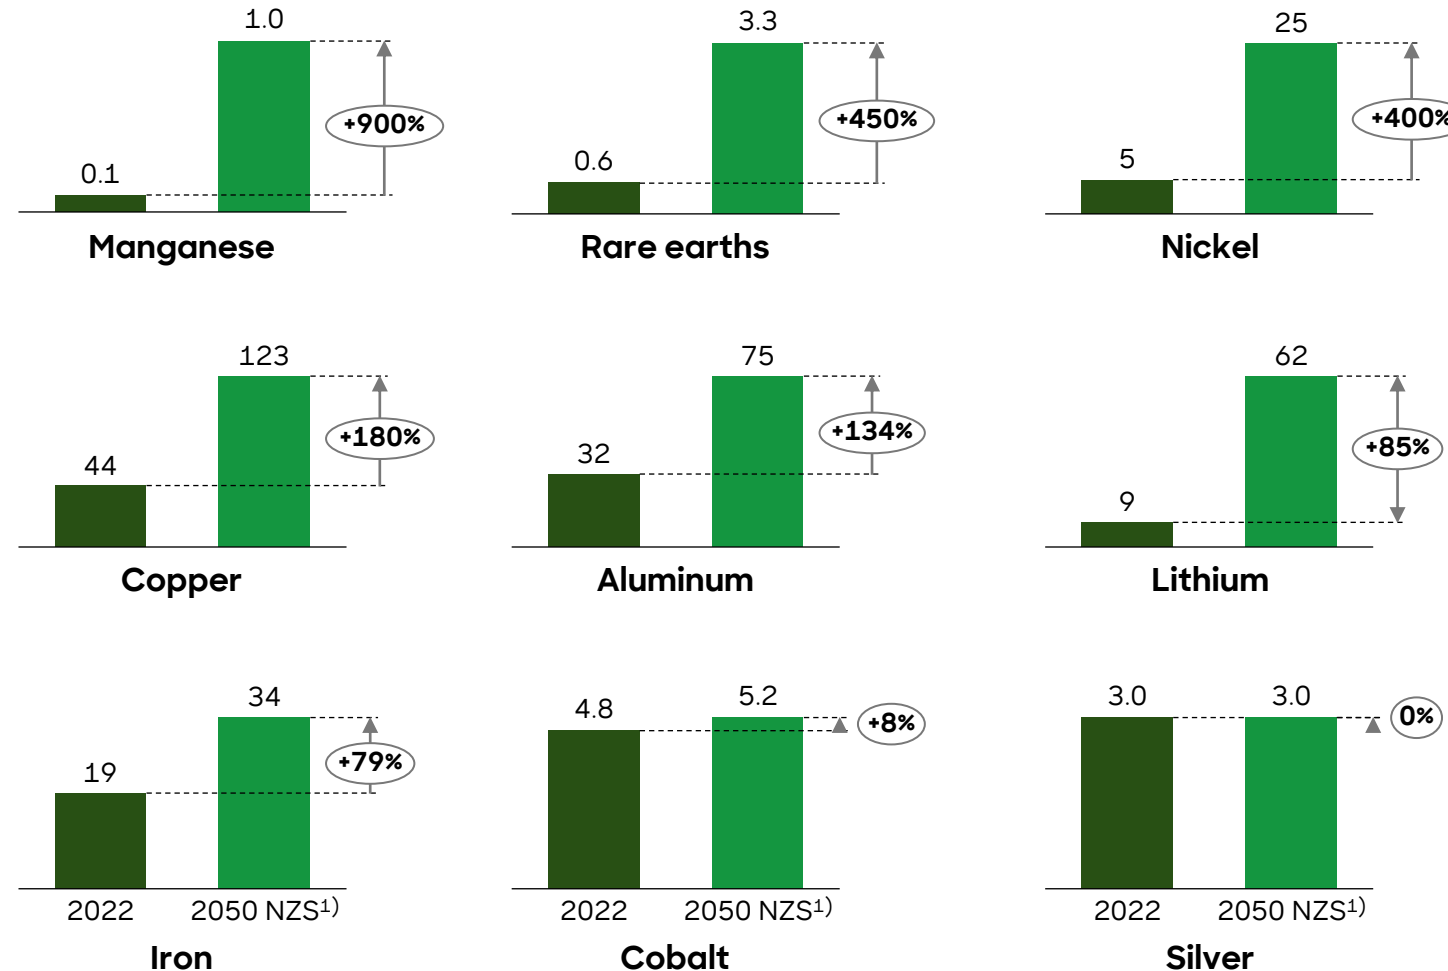 1.0
0.1
+900%
Manganese
3.3
0.6
+450%
Rare earths
25
5
+400%
Nickel
123
44
+180%
Copper
75
32
+134%
Aluminum
62
9
+85%
Lithium
34
19
+79%
2022 2050 NZS¹⁾
Iron
5.2
4.8
+8%
2022 2050 NZS¹⁾
Cobalt
3.0 3.0
0%
2022 2050 NZS¹⁾
Silver